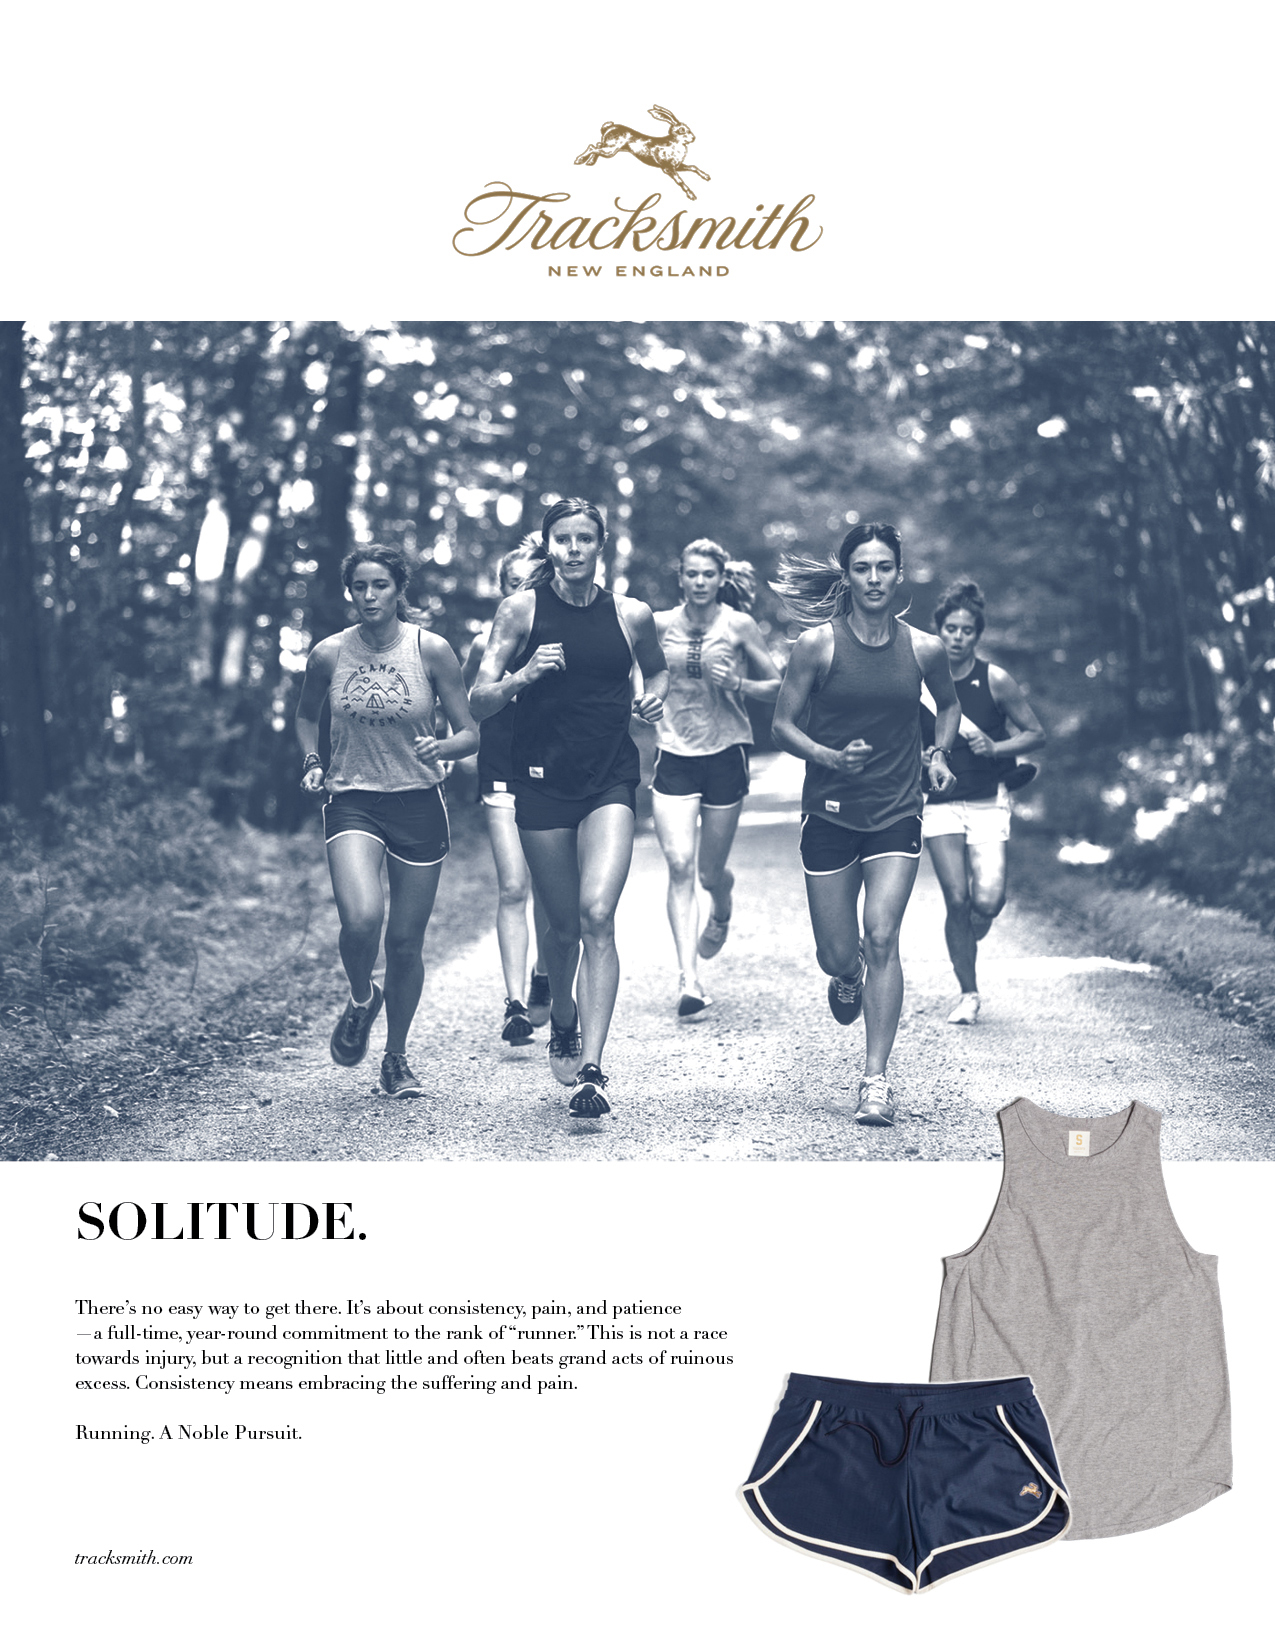 Tracksmith
NEW ENGLAND
CAMP
TRACKSMITH
SOLITUDE.
There’s no easy way to get there. It’s about consistency, pain, and patience
—a full-time, year-round commitment to the rank of “runner.” This is not a race
towards injury, but a recognition that little and often beats grand acts of ruinous
excess. Consistency means embracing the suffering and pain.
Running. A Noble Pursuit.
tracksmith.com
S